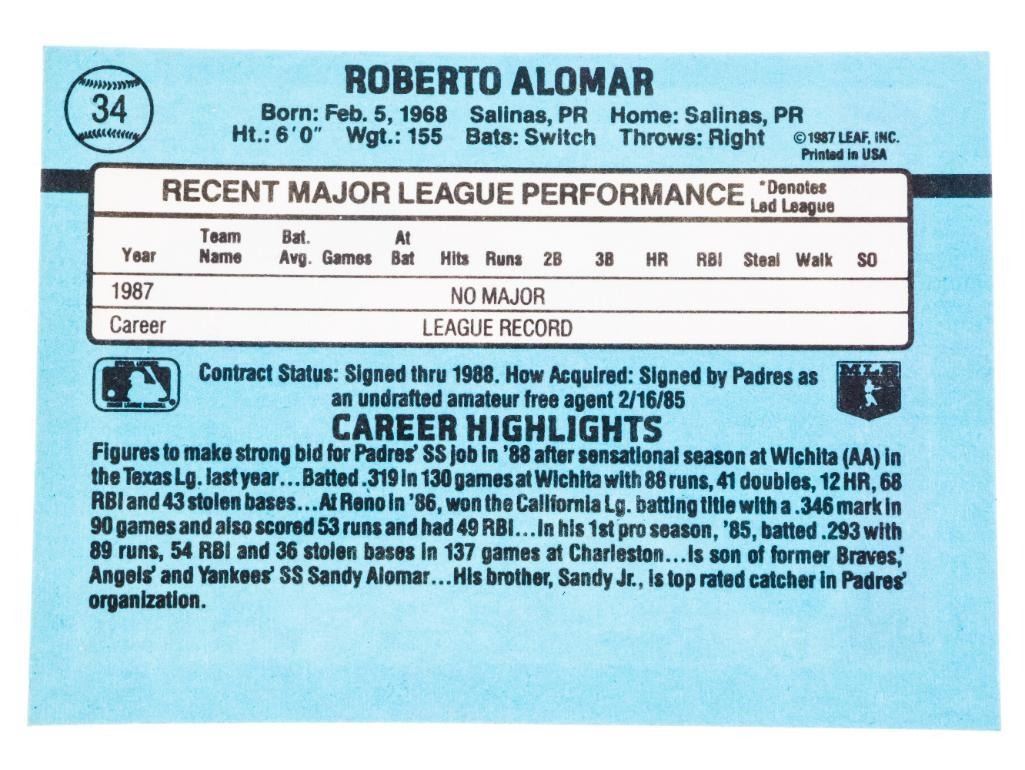 34
ROBERTO ALOMAR
Born: Feb. 5, 1968 Salinas, PR Home: Salinas, PR
Ht.: 6'0" Wgt.: 155 Bats: Switch Throws: Right ©1987 LEAF, INC.
Printed in USA
RECENT MAJOR LEAGUE PERFORMANCE *Denotes
Led League
Team Bat. At
Year Name Avg. Games Bat Hits Runs 2B 3B HR RBI Steal Walk SO
1987 NO MAJOR
Career LEAGUE RECORD
Contract Status: Signed thru 1988. How Acquired: Signed by Padres as
an undrafted amateur free agent 2/16/85
MLB
CAREER HIGHLIGHTS
Figures to make strong bid for Padres' SS job in '88 after sensational season at Wichita (AA) in
the Texas Lg. last year...Batted .319 in 130 games at Wichita with 88 runs, 41 doubles, 12 HR, 68
RBI and 43 stolen bases...At Reno in '86, won the California Lg. batting title with a .346 mark in
90 games and also scored 53 runs and had 49 RBI...In his 1st pro season, '85, batted .293 with
89 runs, 54 RBI and 36 stolen bases in 137 games at Charleston...Is son of former Braves,'
Angels' and Yankees' SS Sandy Alomar...His brother, Sandy Jr., is top rated catcher in Padres'
organization.